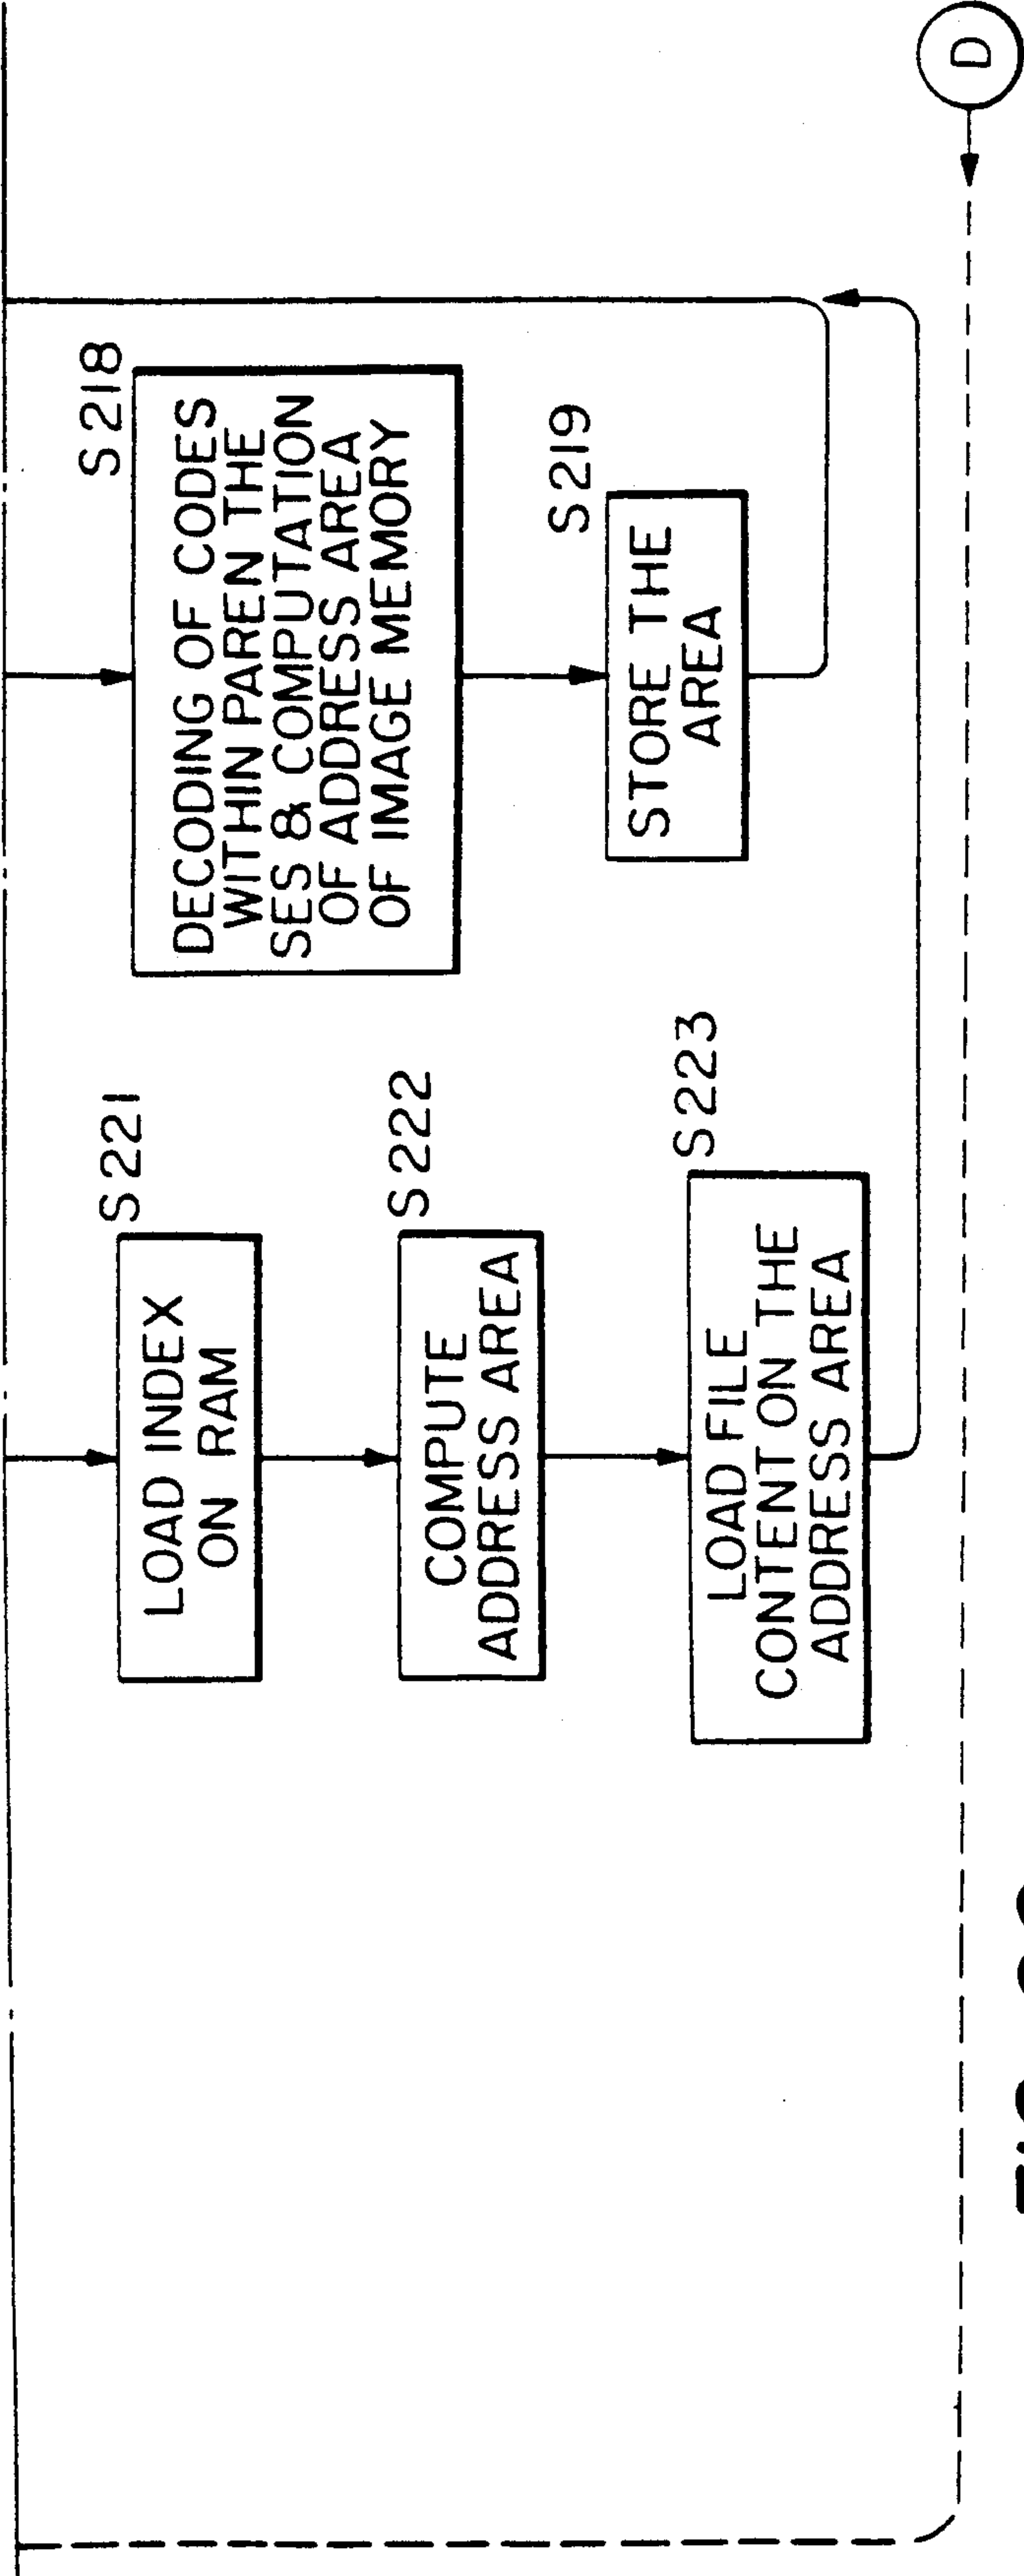 S221
LOAD INDEX
ON RAM
S222
COMPUTE
ADDRESS AREA
S223
LOAD FILE
CONTENT ON THE
ADDRESS AREA
S218
DECODING OF CODES
WITHIN PAREN THE
SES & COMPUTATION
OF ADDRESS AREA
OF IMAGE MEMORY
S219
STORE THE
AREA
D